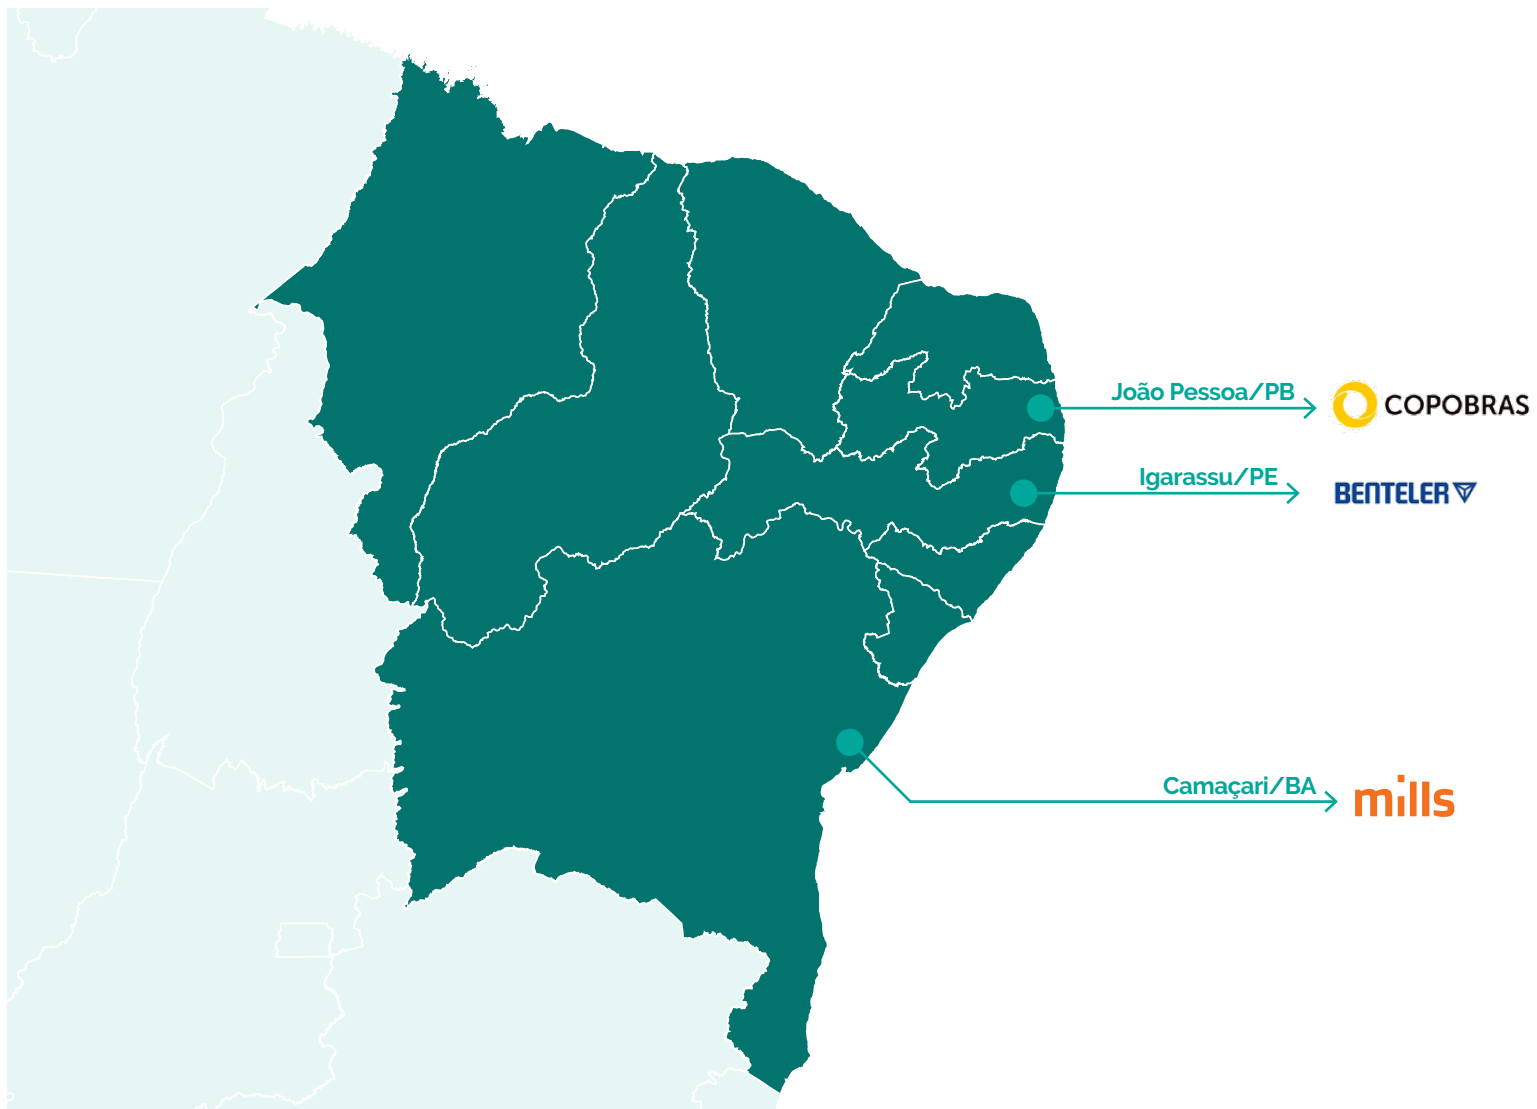 João Pessoa/PB
COPOBRAS
Igarassu/PE
BENTELER
Camaçari/BA
mills